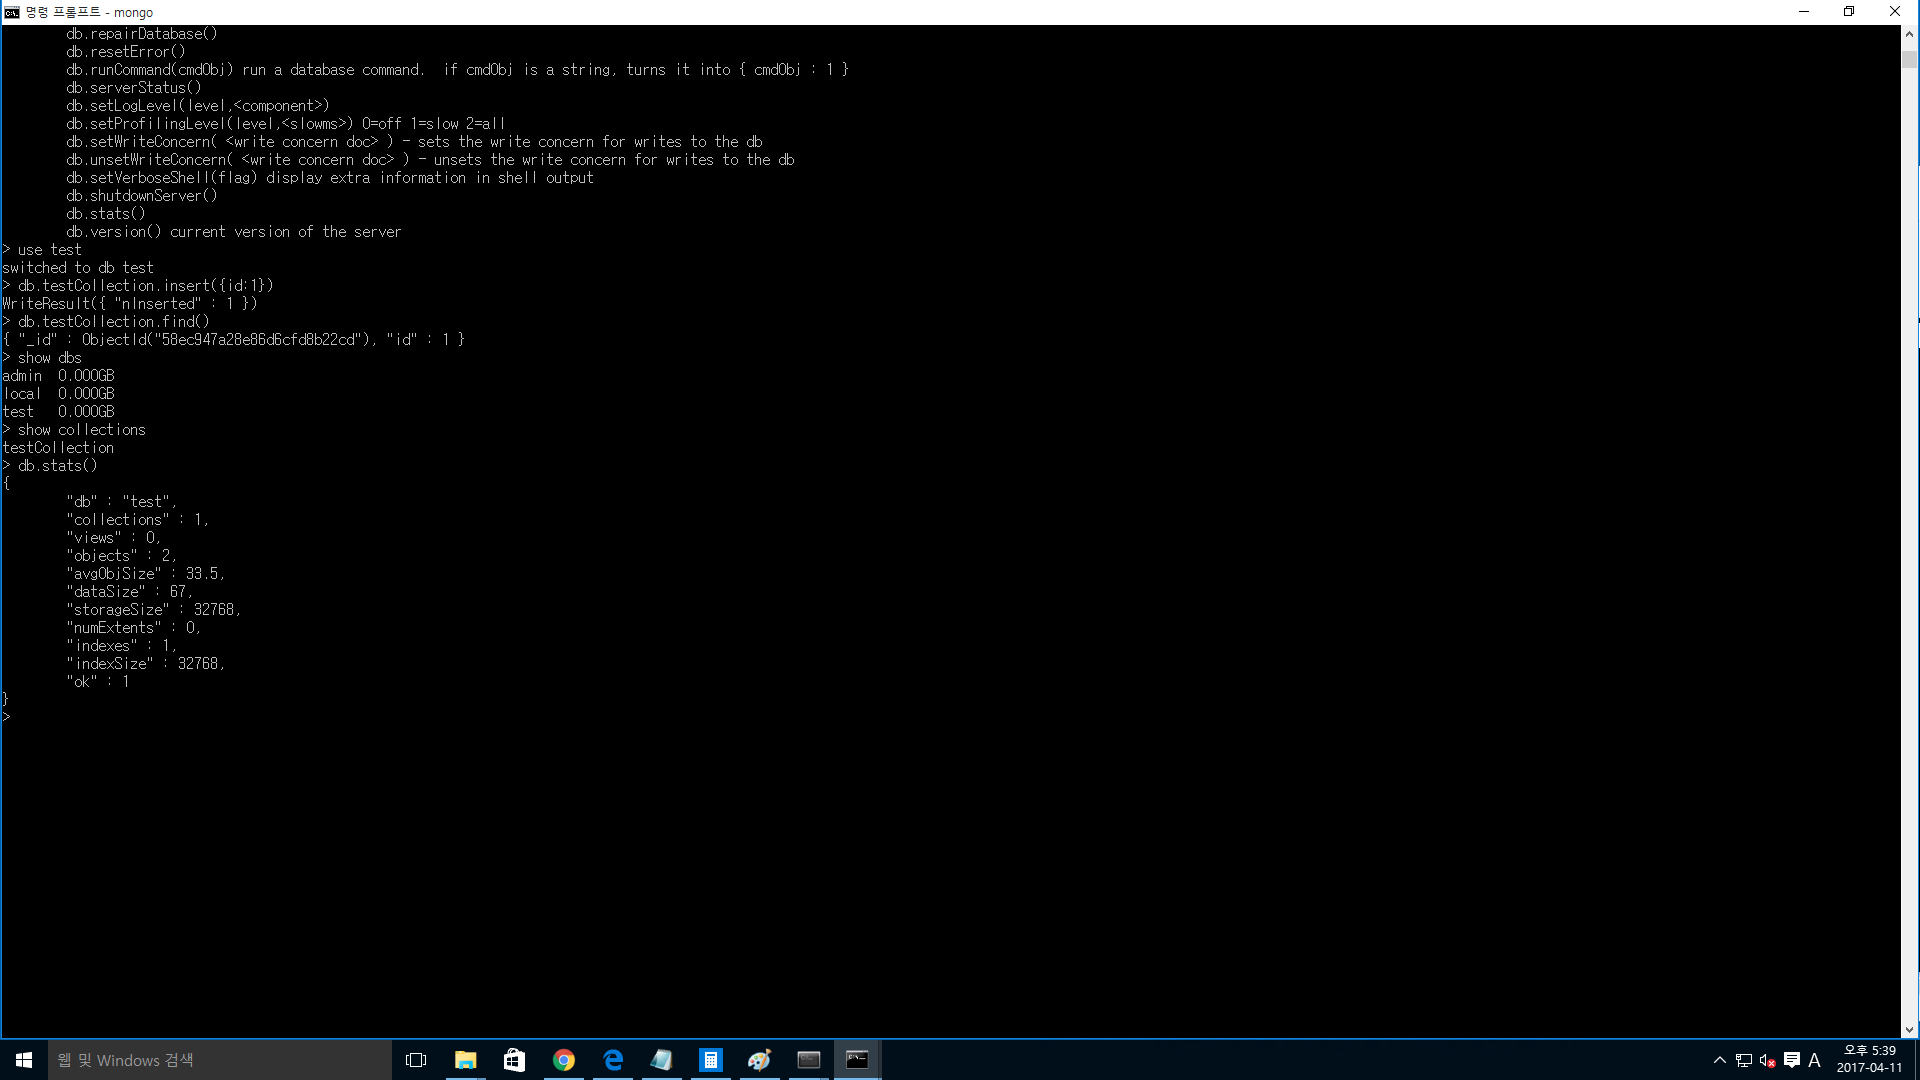 명령 프롬프트 - mongo
db.repairDatabase()
db.resetError()
db.runCommand(cmdObj) run a database command.  if cmdObj is a string, turns it into { cmdObj : 1 }
db.serverStatus()
db.setLogLevel(level,<component>)
db.setProfilingLevel(level,<slowms>) 0=off 1=slow 2=all
db.setWriteConcern( <write concern doc> ) - sets the write concern for writes to the db
db.unsetWriteConcern( <write concern doc> ) - unsets the write concern for writes to the db
db.setVerboseShell(flag) display extra information in shell output
db.shutdownServer()
db.stats()
db.version() current version of the server
> use test
switched to db test
> db.testCollection.insert({id:1})
WriteResult({ "nInserted" : 1 })
> db.testCollection.find()
{ "_id" : ObjectId("58ec947a28e86d6cfd8b22cd"), "id" : 1 }
> show dbs
admin  0.000GB
local  0.000GB
test   0.000GB
> show collections
testCollection
> db.stats()
{
"db" : "test",
"collections" : 1,
"views" : 0,
"objects" : 2,
"avgObjSize" : 33.5,
"dataSize" : 67,
"storageSize" : 32768,
"numExtents" : 0,
"indexes" : 1,
"indexSize" : 32768,
"ok" : 1
}
>
웹 및 Windows 검색
A
오후 5:39
2017-04-11